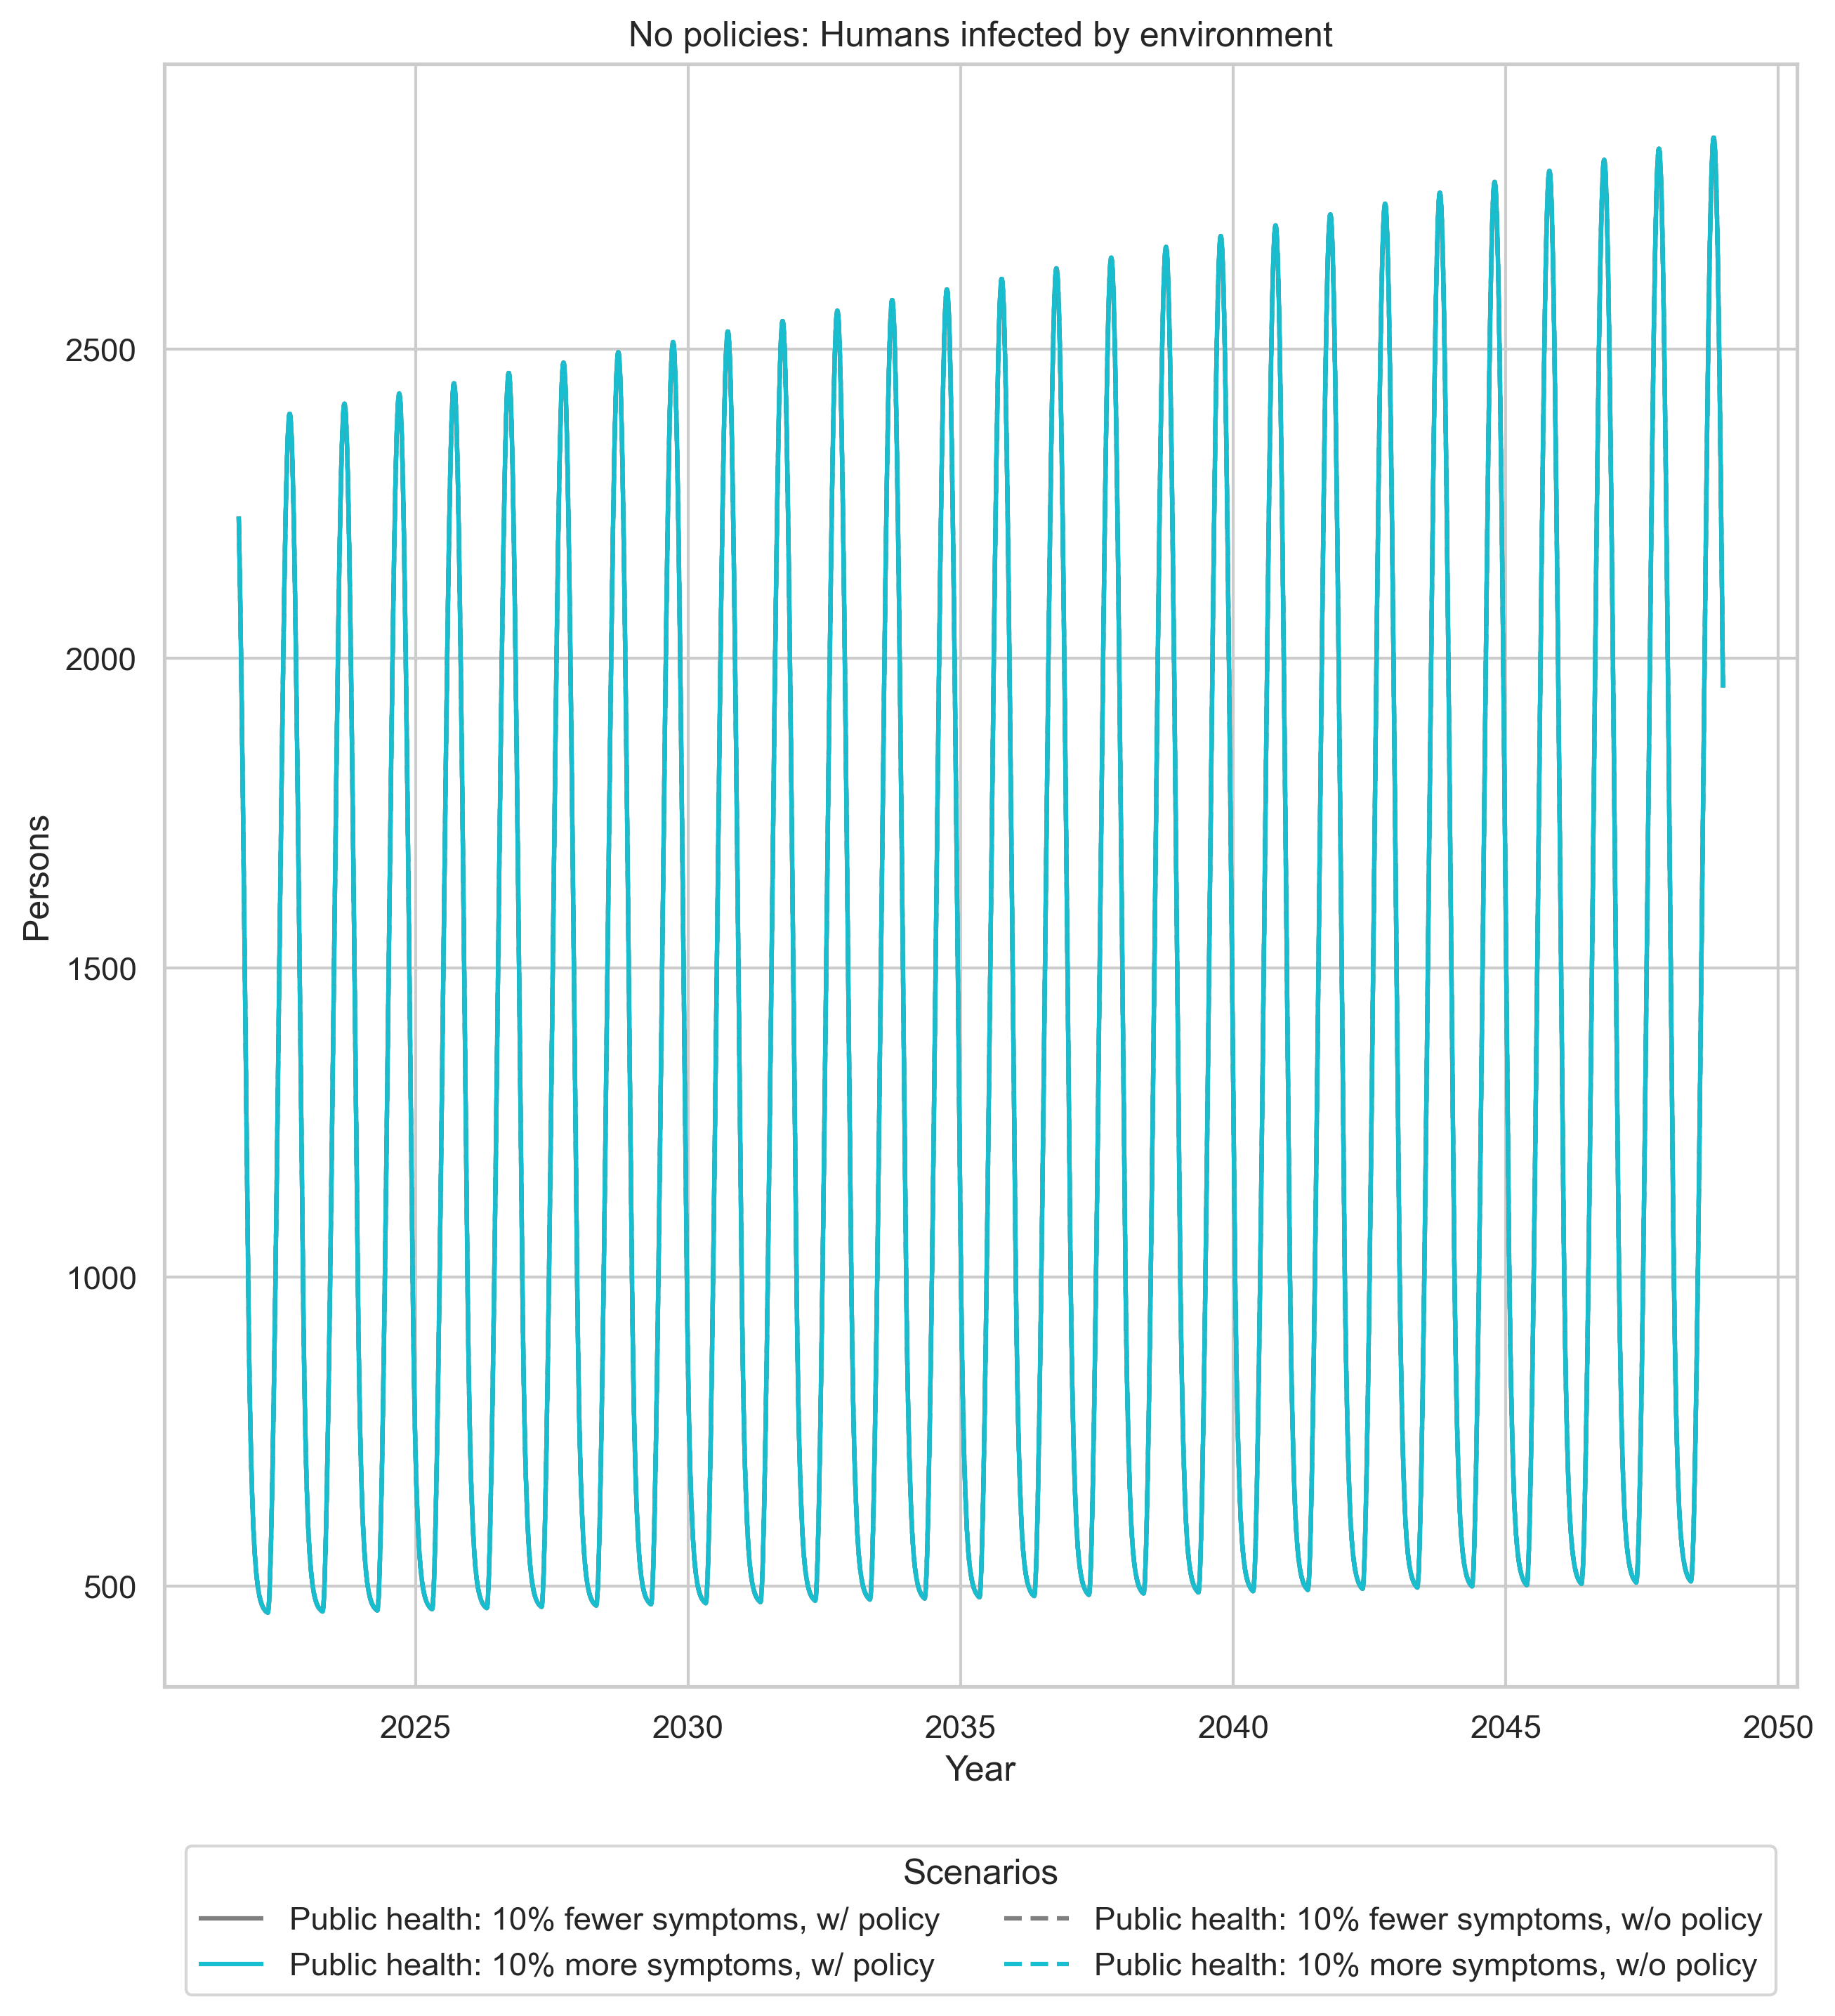 No policies: Humans infected by environment
Persons
2500
2000
1500
1000
500
2025 2030 2035 2040 2045 2050
Year
Scenarios
Public health: 10% fewer symptoms, w/ policy
Public health: 10% more symptoms, w/ policy
Public health: 10% fewer symptoms, w/o policy
Public health: 10% more symptoms, w/o policy